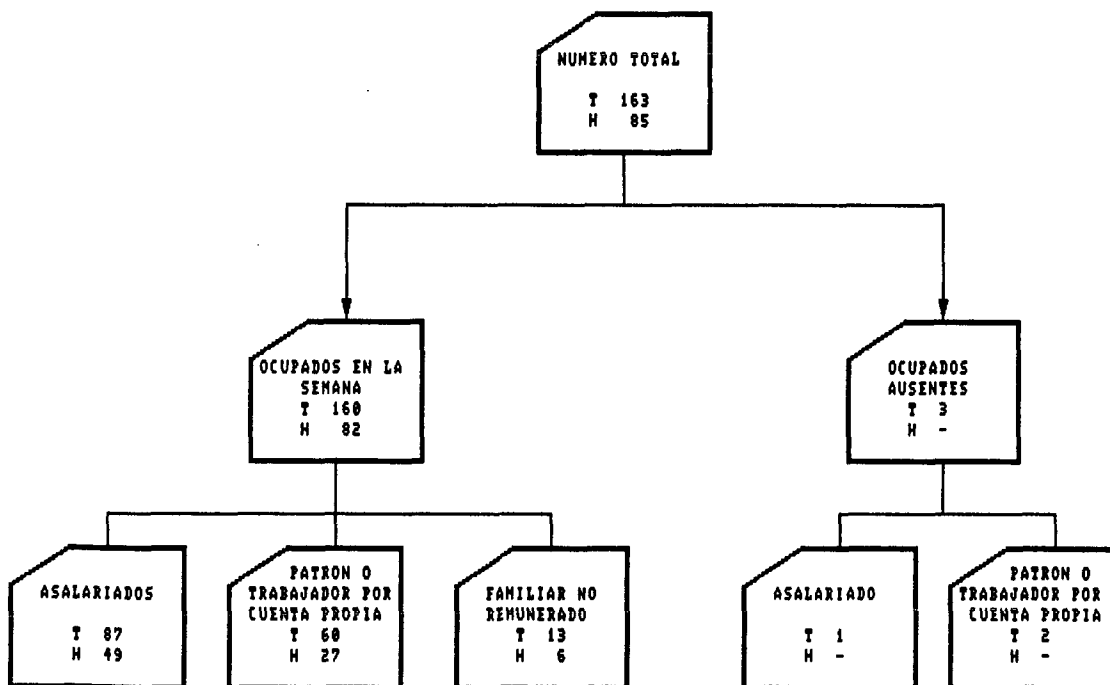 NUMERO TOTAL
T 163
H 85
OCUPADOS EN LA
SEMANA
T 160
H 82
OCUPADOS
AUSENTES
T 3
H -
ASALARIADOS
T 87
H 49
PATRON O
TRABAJADOR POR
CUENTA PROPIA
T 60
H 27
FAMILIAR NO
REMUNERADO
T 13
H 6
ASALARIADO
T 1
H -
PATRON O
TRABAJADOR POR
CUENTA PROPIA
T 2
H -